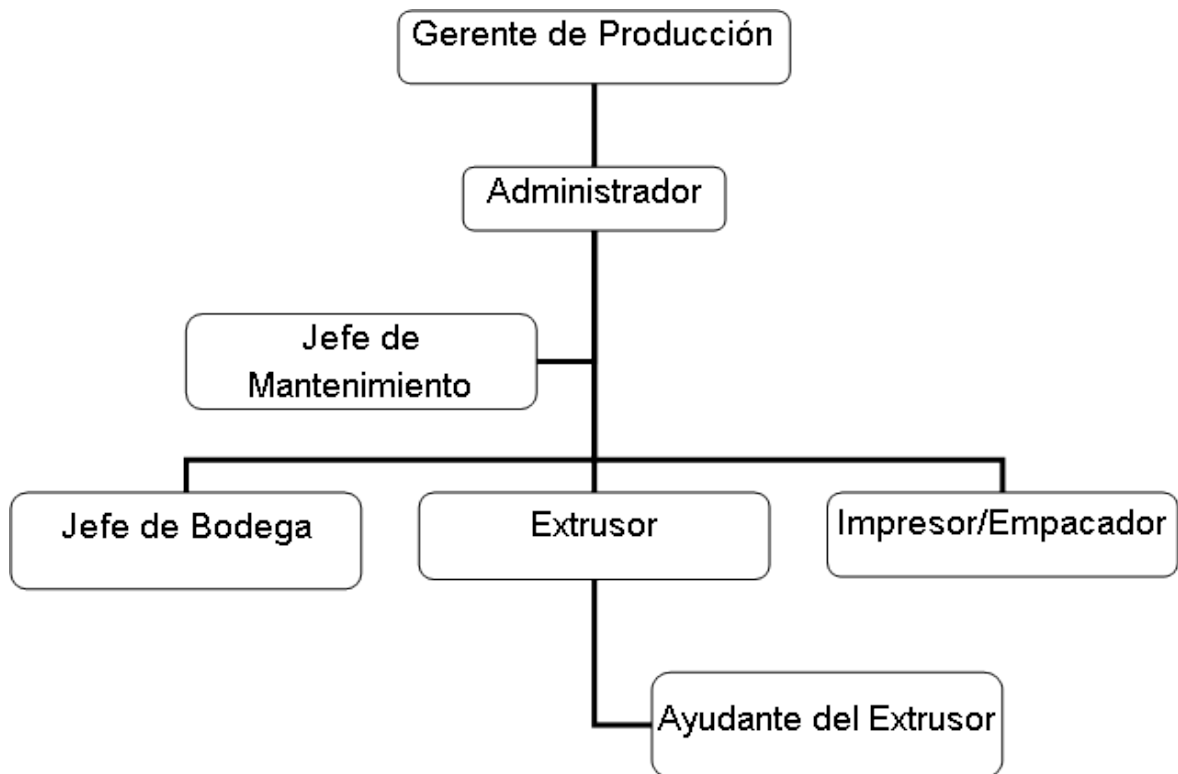 Gerente de Producción
Administrador
Jefe de
Mantenimiento
Jefe de Bodega
Extrusor
Impresor/Empacador
Ayudante del Extrusor